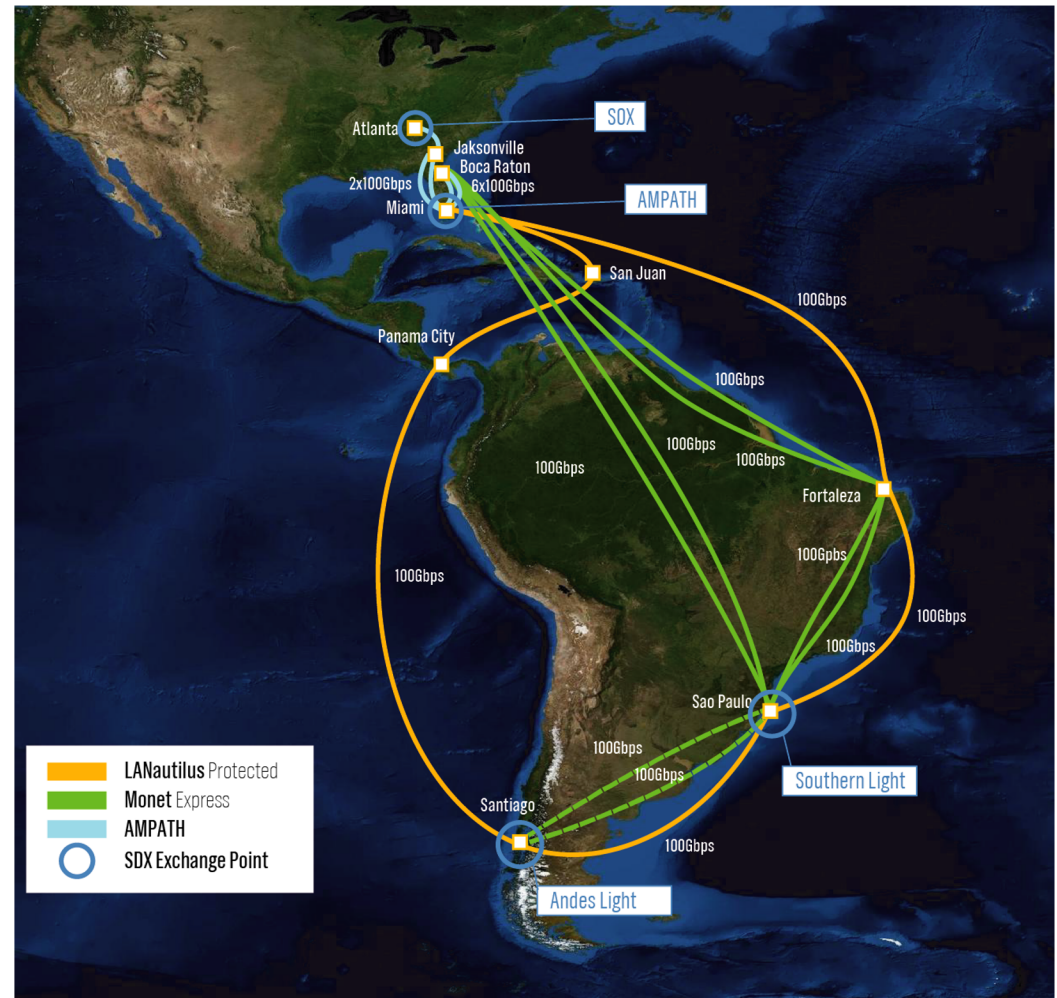 SOX
Atlanta
Jaksonville
Boca Raton
2x100Gbps
6x100Gbps
AMPATH
Miami
San Juan
100Gbps
Panama City
100Gbps
100Gbps
100Gbps
100Gbps
Fortaleza
100Gpbs
100Gbps
100Gbps
100Gbps
Sao Paulo
100Gbps
100Gbps
Southern Light
Santiago
100Gbps
Andes Light
LANautilus Protected
Monet Express
AMPATH
SDX Exchange Point